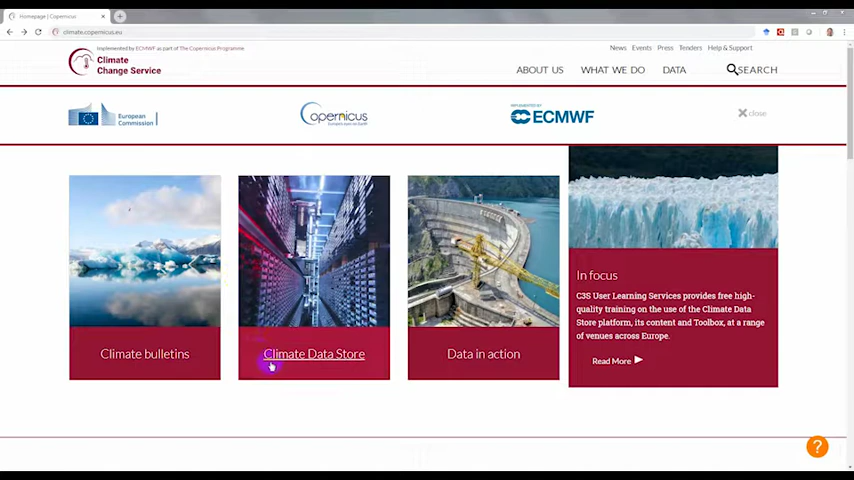 Homepage | Copernicus
climate.copernicus.eu
Implemented by ECMWF as part of The Copernicus Programme
Climate
Change Service
News Events Press Tenders Help & Support
ABOUT US WHAT WE DO DATA SEARCH
European
Commission
opernicus
IMPLEMENTED BY
ECMWF
close
Climate bulletins
Climate Data Store
Data in action
In focus
C3S User Learning Services provides free high-
quality training on the use of the Climate Data
Store platform, its content and Toolbox, at a range
of venues across Europe.
Read More
?